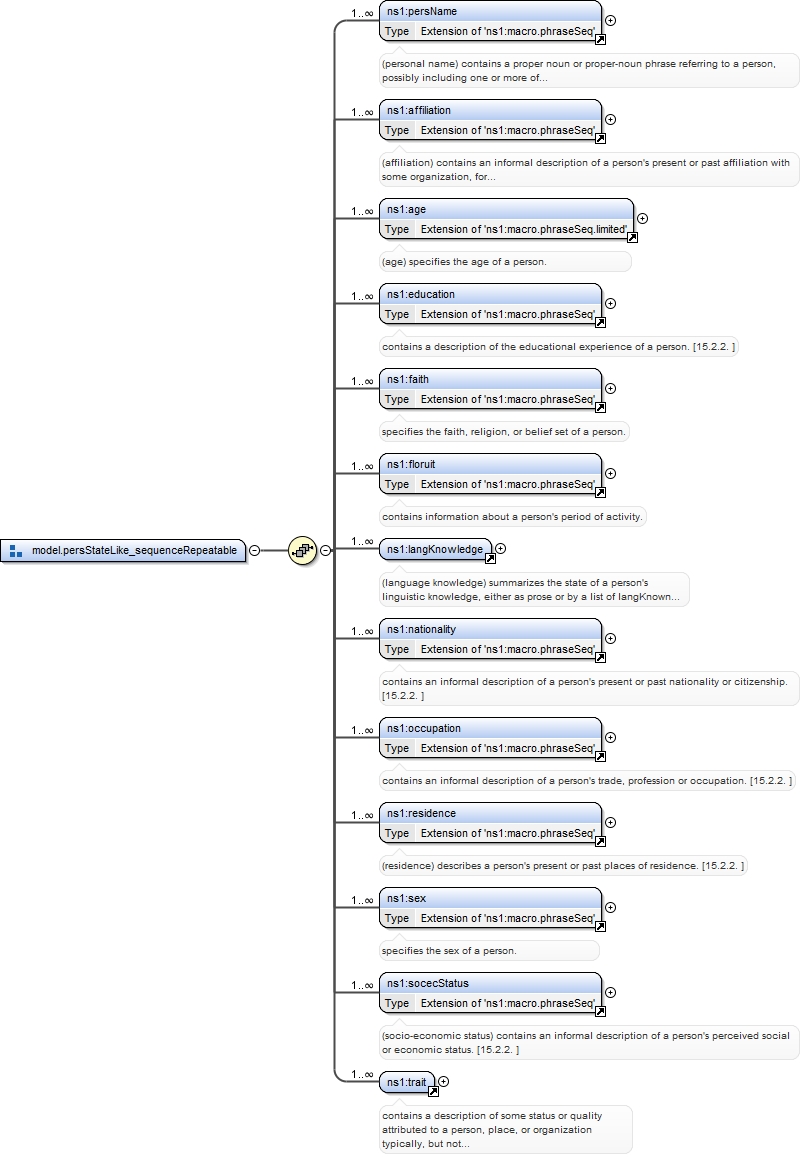 1..∞
ns1:persName
Type Extension of 'ns1:macro.phraseSeq'
(personal name) contains a proper noun or proper-noun phrase referring to a person,
possibly including one or more of...
1..∞
ns1:affiliation
Type Extension of 'ns1:macro.phraseSeq'
(affiliation) contains an informal description of a person's present or past affiliation with
some organization, for...
1..∞
ns1:age
Type Extension of 'ns1:macro.phraseSeq.limited'
(age) specifies the age of a person.
1..∞
ns1:education
Type Extension of 'ns1:macro.phraseSeq'
contains a description of the educational experience of a person. [15.2.2. ]
1..∞
ns1:faith
Type Extension of 'ns1:macro.phraseSeq'
specifies the faith, religion, or belief set of a person.
1..∞
ns1:floruit
Type Extension of 'ns1:macro.phraseSeq'
contains information about a person's period of activity.
model.persStateLike_sequenceRepeatable
1..∞
ns1:langKnowledge
(language knowledge) summarizes the state of a person's
linguistic knowledge, either as prose or by a list of langKnown...
1..∞
ns1:nationality
Type Extension of 'ns1:macro.phraseSeq'
contains an informal description of a person's present or past nationality or citizenship.
[15.2.2. ]
1..∞
ns1:occupation
Type Extension of 'ns1:macro.phraseSeq'
contains an informal description of a person's trade, profession or occupation. [15.2.2. ]
1..∞
ns1:residence
Type Extension of 'ns1:macro.phraseSeq'
(residence) describes a person's present or past places of residence. [15.2.2. ]
1..∞
ns1:sex
Type Extension of 'ns1:macro.phraseSeq'
specifies the sex of a person.
1..∞
ns1:socecStatus
Type Extension of 'ns1:macro.phraseSeq'
(socio-economic status) contains an informal description of a person's perceived social
or economic status. [15.2.2. ]
1..∞
ns1:trait
contains a description of some status or quality
attributed to a person, place, or organization
typically, but not...